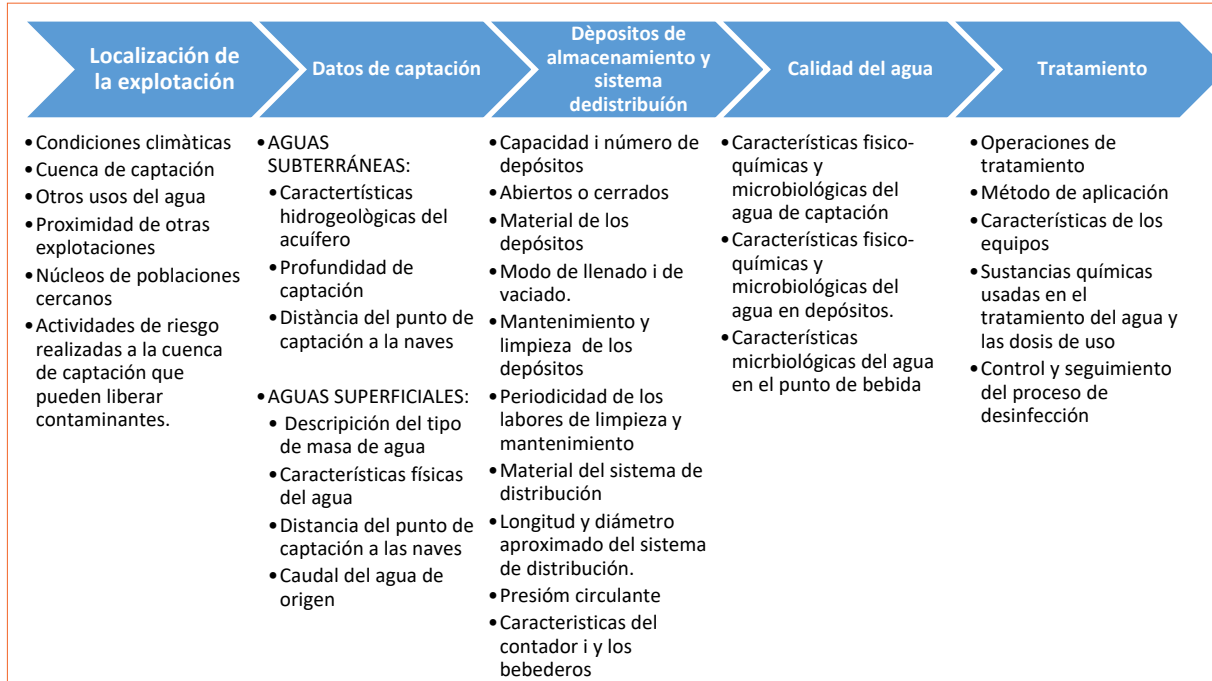 Localización de
la explotación
Datos de captación
Dèpositos de
almacenamiento y
sistema
dedistribuíón
Calidad del agua
Tratamiento
•Condiciones climàticas
•Cuenca de captación
•Otros usos del agua
•Proximidad de otras
explotaciones
•Núcleos de poblaciones
cercanos
•Actividades de riesgo
realizadas a la cuenca
de captación que
pueden liberar
contaminantes.
•AGUAS
SUBTERRÁNEAS:
•Caractertísticas
hidrogeològicas del
acuífero
•Profundidad de
captación
•Distància del punto de
captación a la naves
•AGUAS SUPERFICIALES:
• Descripición del tipo
de masa de agua
•Características físicas
del agua
•Distancia del punto de
captación a las naves
•Caudal del agua de
origen
•Capacidad i número de
depósitos
•Abiertos o cerrados
•Material de los
depósitos
•Modo de llenado i de
vaciado.
•Mantenimiento y
limpieza de los
depósitos
•Periodicidad de los
labores de limpieza y
mantenimiento
•Material del sistema de
distribución
•Longitud y diámetro
aproximado del sistema
de distribución.
•Presióm circulante
•Caracteristicas del
contador i y los
bebederos
•Características fisico-
químicas y
microbiológicas del
agua de captación
•Características fisico-
químicas y
microbiológicas del
agua en depósitos.
•Características
micrbiológicas del agua
en el punto de bebida
•Operaciones de
tratamiento
•Método de aplicación
•Características de los
equipos
•Sustancias químicas
usadas en el
tratamiento del agua y
las dosis de uso
•Control y seguimiento
del proceso de
desinfección